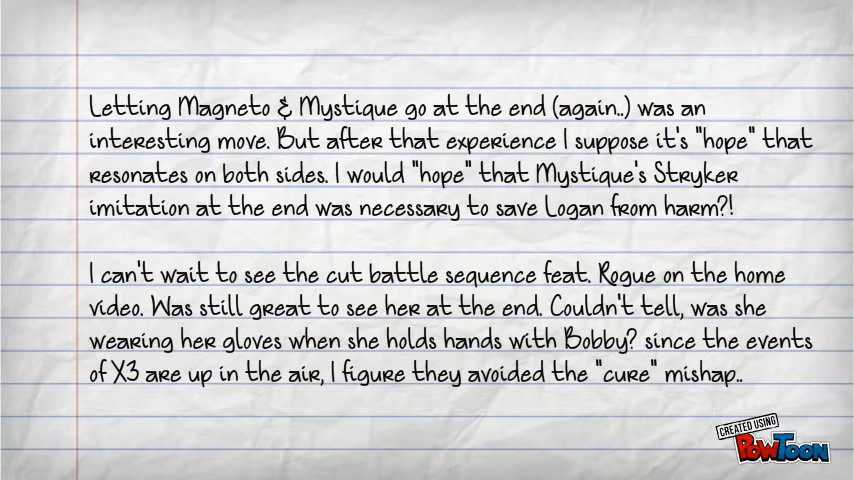 Letting Magneto & Mystique go at the end (again..) was an
interesting move. But after that experience I suppose it's "hope" that
resonates on both sides. I would "hope" that Mystique's Stryker
imitation at the end was necessary to save Logan from harm?!
I can't wait to see the cut battle sequence feat. Rogue on the home
video. Was still great to see her at the end. Couldn't tell, was she
wearing her gloves when she holds hands with Bobby? since the events
of X3 are up in the air, I figure they avoided the "cure" mishap..
CREATED USING
POWTOON